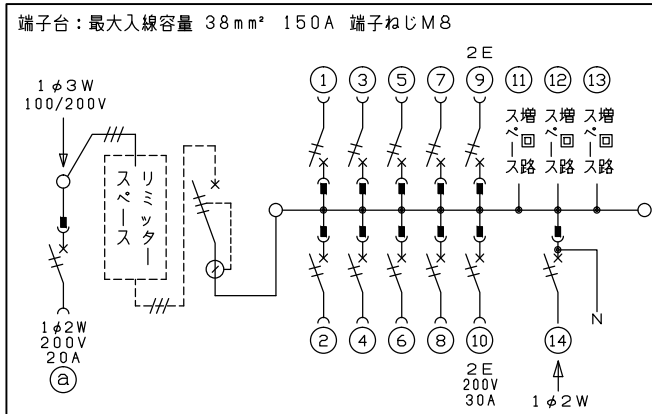 端子台：最大入線容量 38mm² 150A 端子ねじM8
1φ3W
100/200V
リミッター
スペース
1φ2W
200V
20A
a
2E
1
3
5
7
9
11
12
13
増回路
スペース
増回路
スペース
増回路
スペース
2
4
6
8
10
14
N
2E
200V
30A
1φ2W